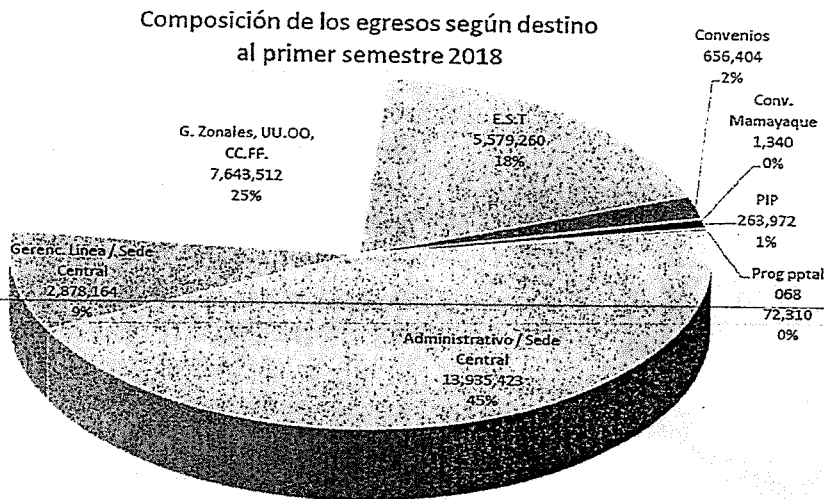 Composición de los egresos según destino
al primer semestre 2018
Convenios
656,404
2%
Conv.
Mamayaque
1,340
0%
PIP
263,972
1%
Prog pptal
068
72,310
0%
E.S.T
5,579,260
18%
G. Zonales, UU.OO,
CC.FF.
7,643,512
25%
Gerenc. Linea / Sede
Central
2,878,164
9%
Administrativo / Sede
Central
13,935,423
45%